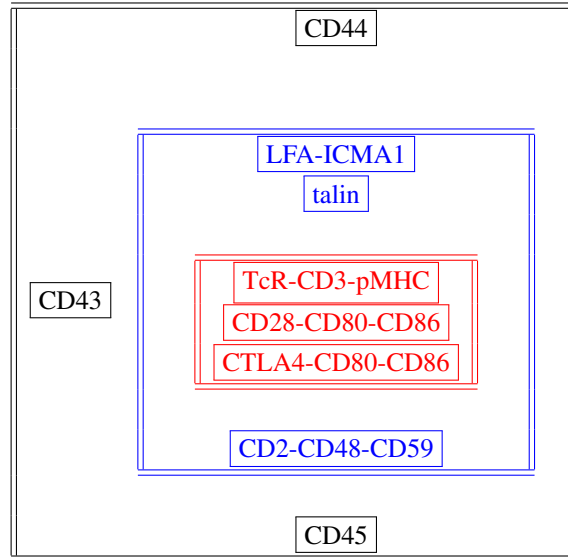 CD44
LFA-ICMA1
talin
TcR-CD3-pMHC
CD43
CD28-CD80-CD86
CTLA4-CD80-CD86
CD2-CD48-CD59
CD45